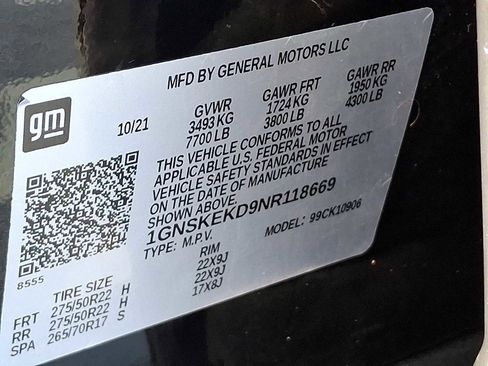 MFD BY GENERAL MOTORS LLC
gm
10/21 GVWR GAWR FRT GAWR RR
3493 KG 1724 KG 1950 KG
7700 LB 3800 LB 4300 LB
THIS VEHICLE CONFORMS TO ALL
APPLICABLE U.S. FEDERAL MOTOR
VEHICLE SAFETY STANDARDS IN EFFECT
ON THE DATE OF MANUFACTURE
SHOWN ABOVE.
1GNSKEKD9NR118669
TYPE: M.P.V. MODEL: 99CK10906
8555
TIRE SIZE RIM
FRT 275/50R22 H 22X9J
RR 275/50R22 H 22X9J
SPA 265/70R17 S 17X8J